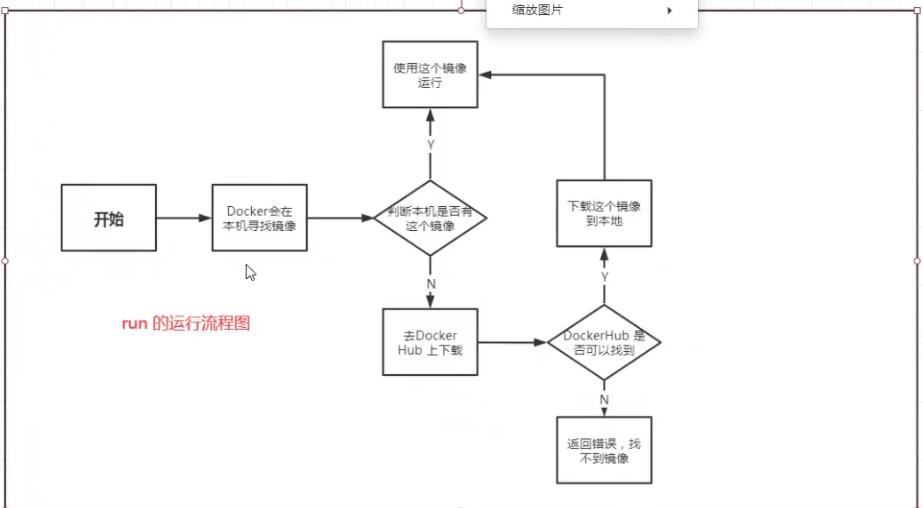 缩放图片
使用这个镜像
运行
Y
开始
Docker会在
本机寻找镜像
判断本机是否有
这个镜像
下载这个镜像
到本地
N
Y
run 的运行流程图
去Docker
Hub 上下载
DockerHub 是
否可以找到
N
返回错误，找
不到镜像